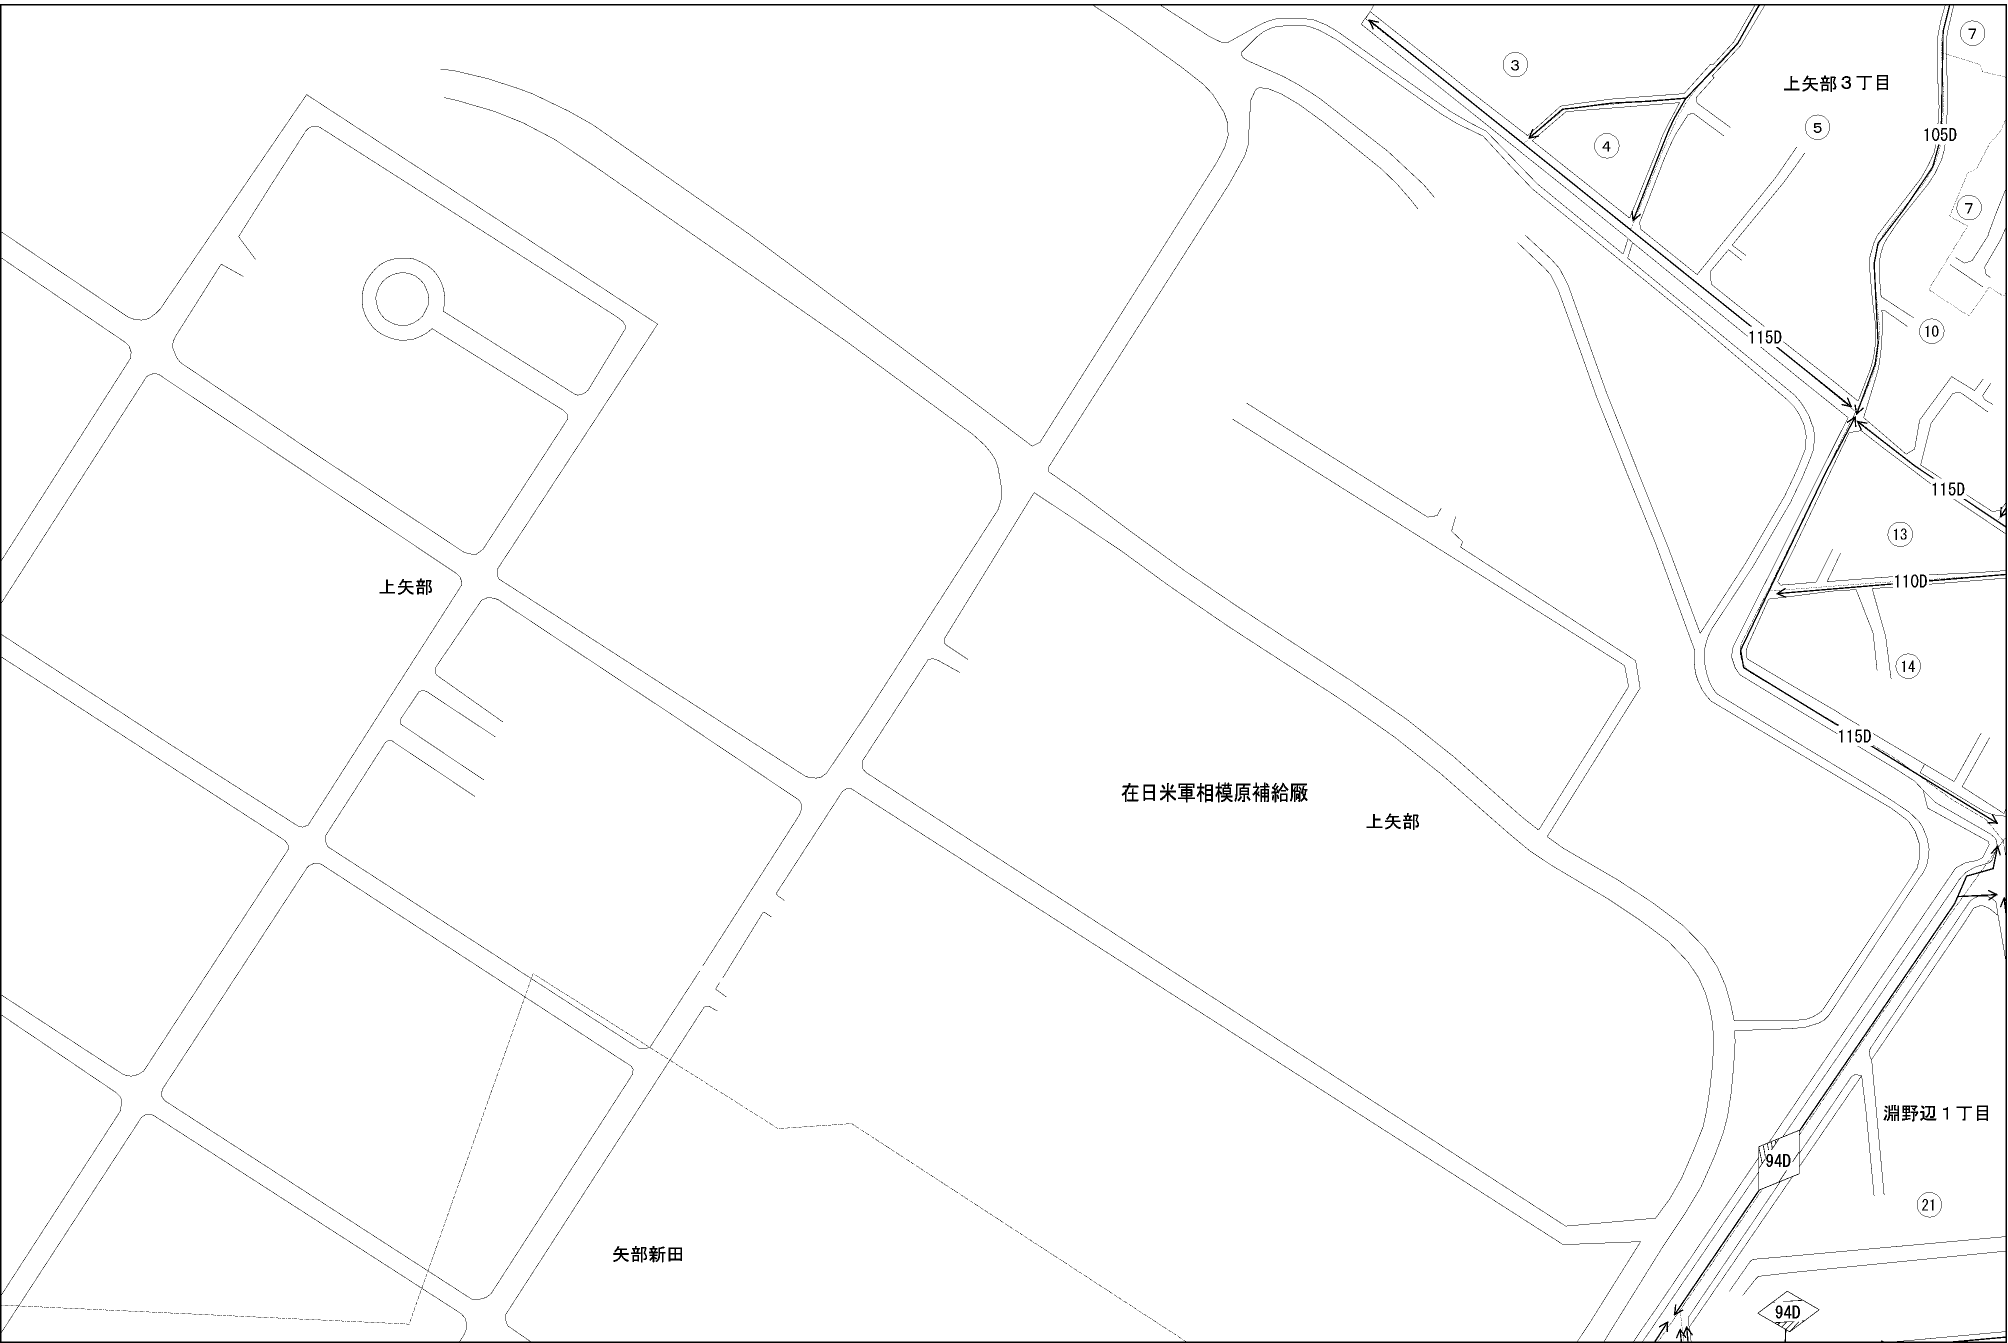 ⑦
③
上矢部3丁目
⑤
105D
④
⑦
⑩
115D
115D
⑬
110D
上矢部
⑭
115D
在日米軍相模原補給廠
上矢部
淵野辺1丁目
94D
㉑
矢部新田
94D